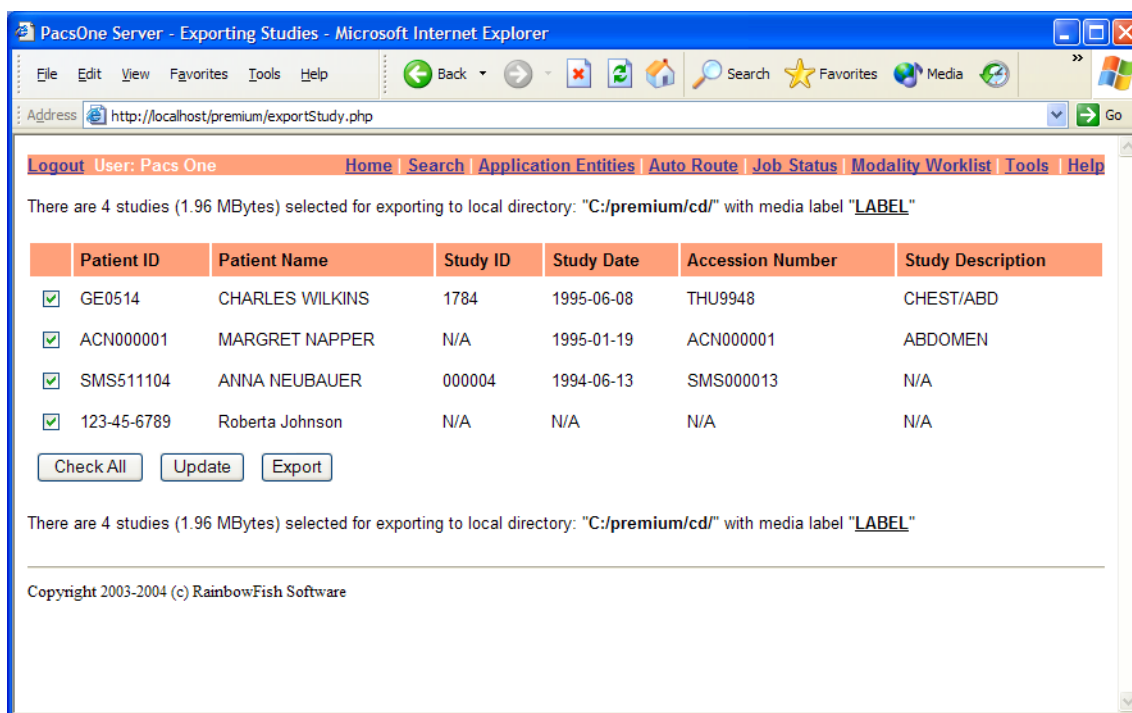 PacsOne Server - Exporting Studies - Microsoft Internet Explorer
File Edit View Favorites Tools Help Back Search Favorites Media »
Address http://localhost/premium/exportStudy.php Go
Logout User: Pacs One Home | Search | Application Entities | Auto Route | Job Status | Modality Worklist | Tools | Help
There are 4 studies (1.96 MBytes) selected for exporting to local directory: "C:/premium/cd/" with media label "LABEL"
Patient ID Patient Name Study ID Study Date Accession Number Study Description
GE0514 CHARLES WILKINS 1784 1995-06-08 THU9948 CHEST/ABD
ACN000001 MARGRET NAPPER N/A 1995-01-19 ACN000001 ABDOMEN
SMS511104 ANNA NEUBAUER 000004 1994-06-13 SMS000013 N/A
123-45-6789 Roberta Johnson N/A N/A N/A N/A
Check All Update Export
There are 4 studies (1.96 MBytes) selected for exporting to local directory: "C:/premium/cd/" with media label "LABEL"
Copyright 2003-2004 (c) RainbowFish Software